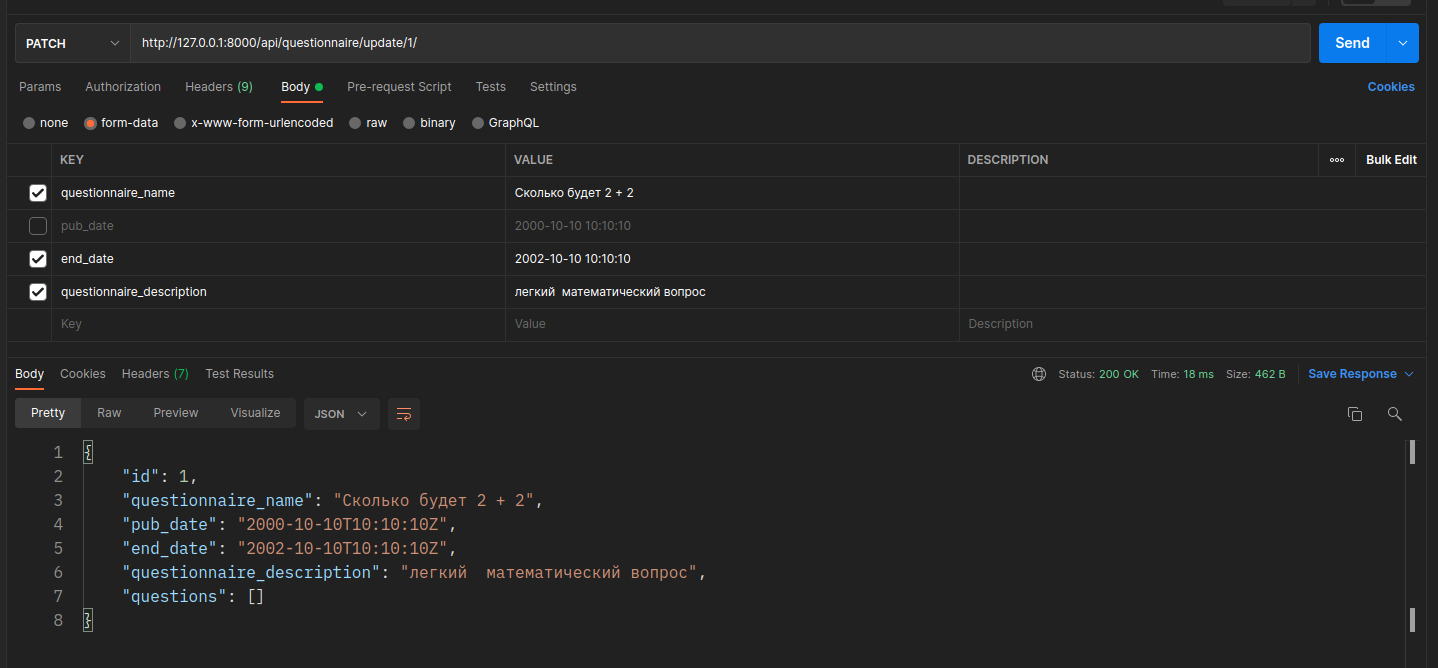 PATCH http://127.0.0.1:8000/api/questionnaire/update/1/ Send
Params Authorization Headers (9) Body Pre-request Script Tests Settings Cookies
none form-data x-www-form-urlencoded raw binary GraphQL
KEY VALUE DESCRIPTION Bulk Edit
questionnaire_name Сколько будет 2 + 2
pub_date 2000-10-10 10:10:10
end_date 2002-10-10 10:10:10
questionnaire_description легкий  математический вопрос
Key Value Description
Body Cookies Headers (7) Test Results Status: 200 OK Time: 18 ms Size: 462 B Save Response
Pretty Raw Preview Visualize JSON
1 {
2 "id": 1,
3 "questionnaire_name": "Сколько будет 2 + 2",
4 "pub_date": "2000-10-10T10:10:10Z",
5 "end_date": "2002-10-10T10:10:10Z",
6 "questionnaire_description": "легкий  математический вопрос",
7 "questions": []
8 }